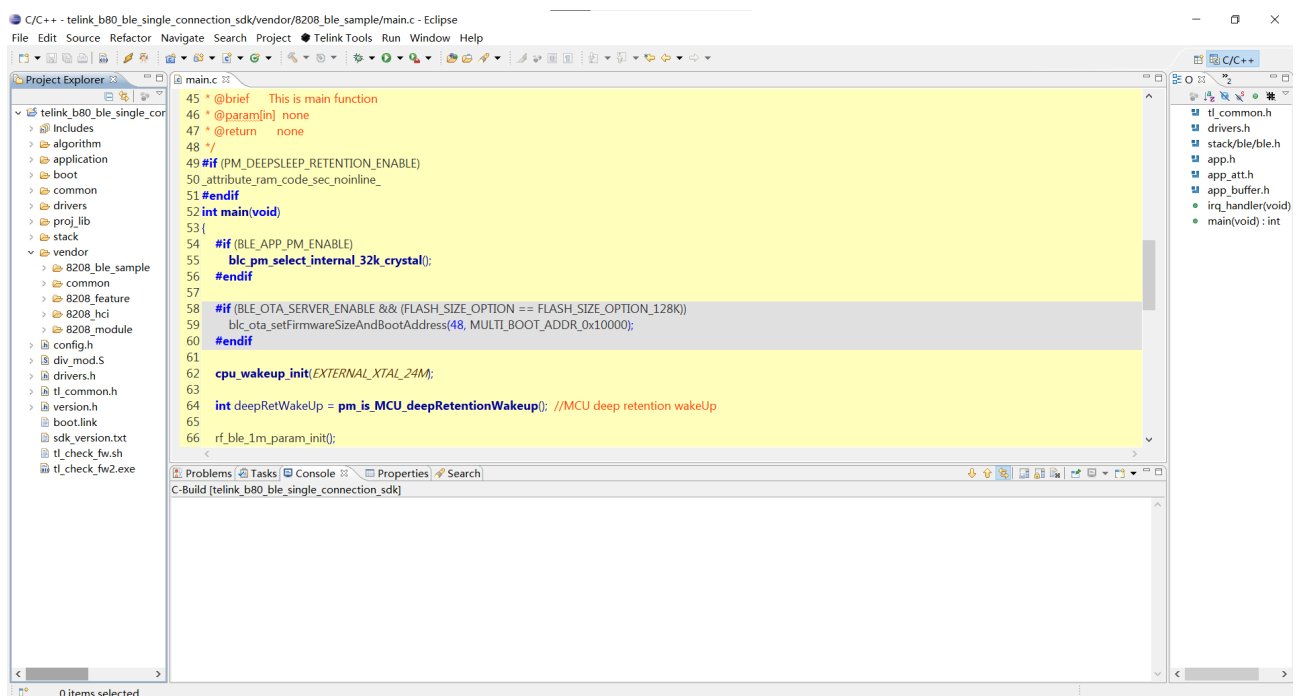 C/C++ - telink_b80_ble_single_connection_sdk/vendor/8208_ble_sample/main.c - Eclipse
File Edit Source Refactor Navigate Search Project Telink Tools Run Window Help
C/C++
Project Explorer
telink_b80_ble_single_con
Includes
algorithm
application
boot
common
drivers
proj_lib
stack
vendor
8208_ble_sample
common
8208_feature
8208_hci
8208_module
config.h
div_mod.S
drivers.h
tl_common.h
version.h
boot.link
sdk_version.txt
tl_check_fw.sh
tl_check_fw2.exe
main.c
45 * @brief This is main function
46 * @param[in] none
47 * @return none
48 */
49 #if (PM_DEEPSLEEP_RETENTION_ENABLE)
50 _attribute_ram_code_sec_noinline_
51 #endif
52 int main(void)
53 {
54 #if (BLE_APP_PM_ENABLE)
55 blc_pm_select_internal_32k_crystal();
56 #endif
57
58 #if (BLE_OTA_SERVER_ENABLE && (FLASH_SIZE_OPTION == FLASH_SIZE_OPTION_128K))
59 blc_ota_setFirmwareSizeAndBootAddress(48, MULTI_BOOT_ADDR_0x10000);
60 #endif
61
62 cpu_wakeup_init(EXTERNAL_XTAL_24M);
63
64 int deepRetWakeUp = pm_is_MCU_deepRetentionWakeup(); //MCU deep retention wakeUp
65
66 rf_ble_1m_param_init();
O
»2
tl_common.h
drivers.h
stack/ble/ble.h
app.h
app_att.h
app_buffer.h
irq_handler(void)
main(void) : int
Problems Tasks Console Properties Search
C-Build [telink_b80_ble_single_connection_sdk]
0 items selected